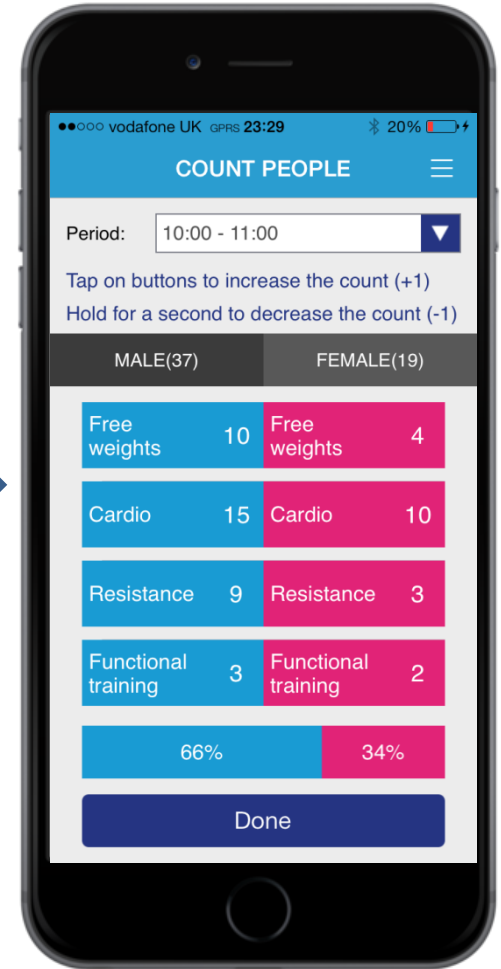 vodafone UK GPRS 23:29 20%
COUNT PEOPLE
Period: 10:00 - 11:00
Tap on buttons to increase the count (+1)
Hold for a second to decrease the count (-1)
MALE(37) FEMALE(19)
Free weights 10 Free weights 4
Cardio 15 Cardio 10
Resistance 9 Resistance 3
Functional training 3 Functional training 2
66% 34%
Done